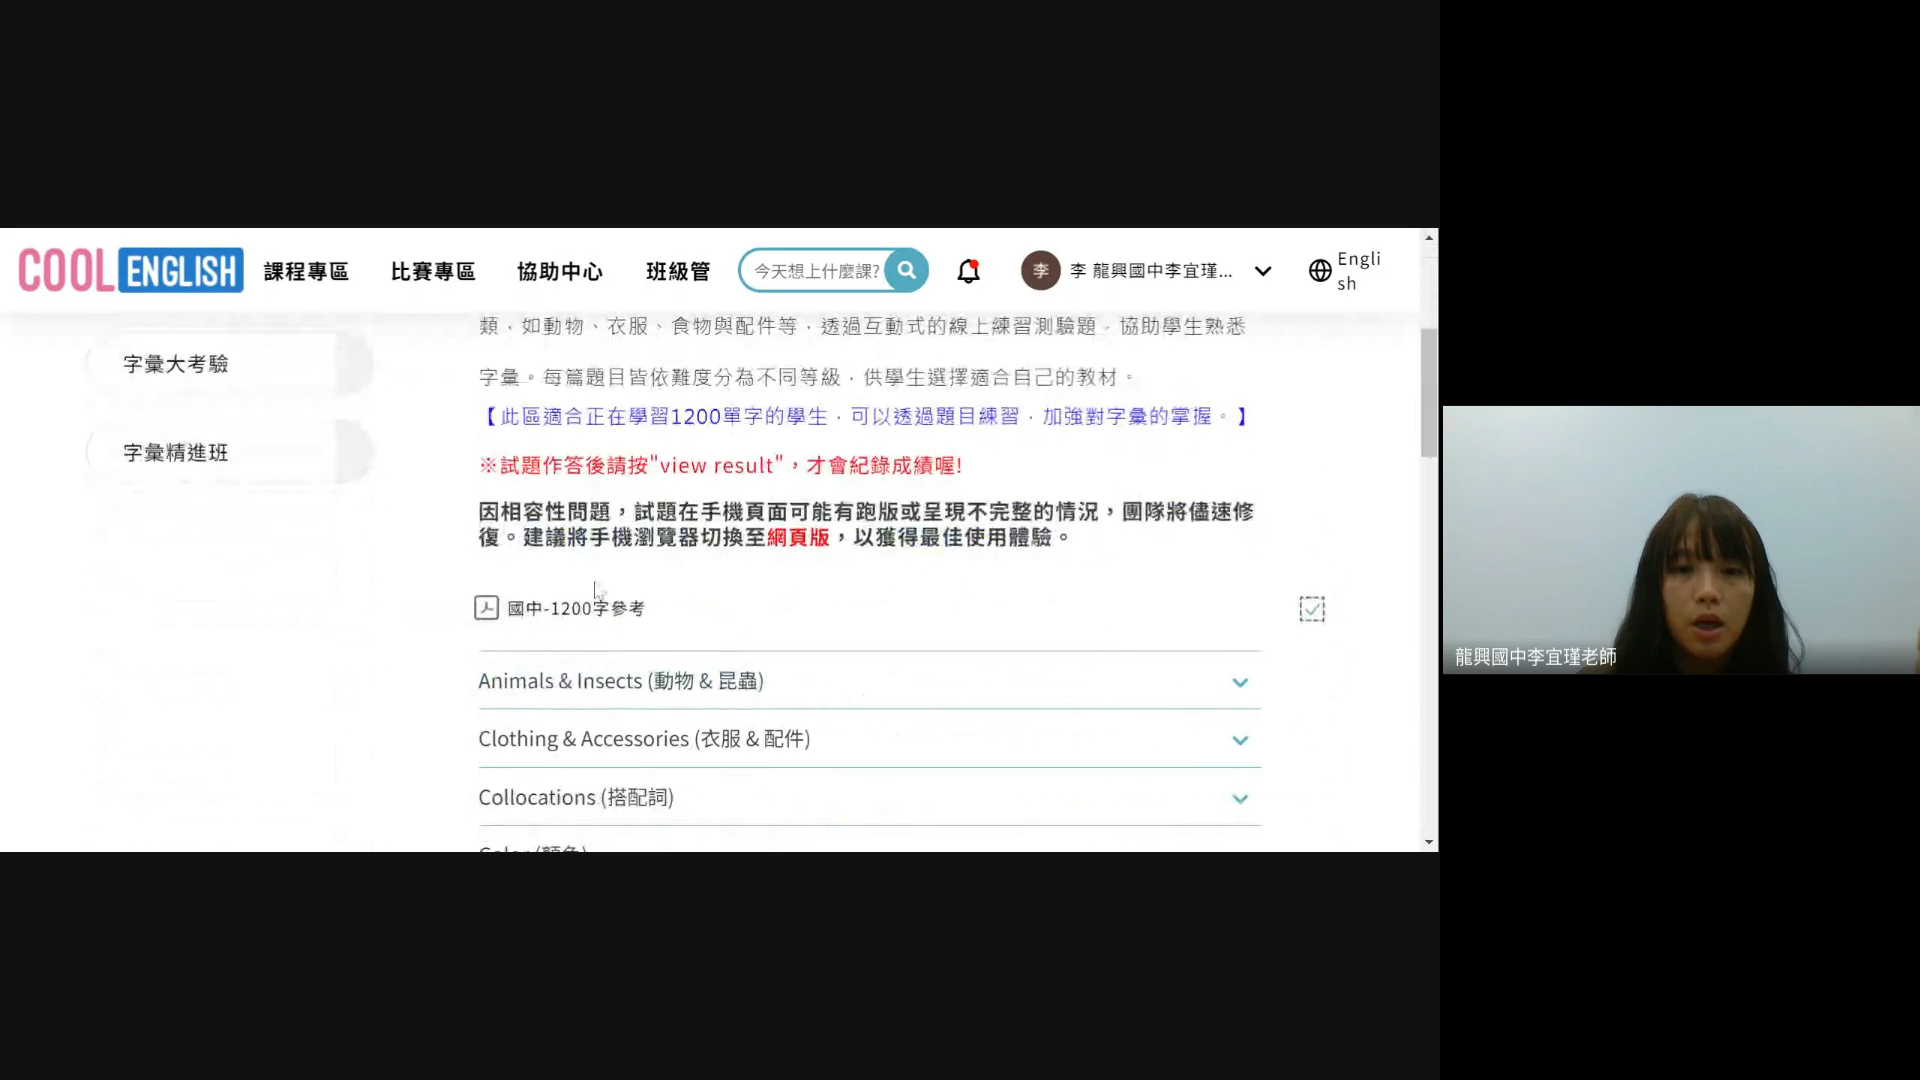 COOL ENGLISH 課程專區 比賽專區 協助中心 班級管 今天想上什麼課? 李 李 龍興國中李宜瑾... Engli
sh
字彙大考驗
字彙精進班
類，如動物、衣服、食物與配件等，透過互動式的線上練習測驗題，協助學生熟悉
字彙。每篇題目皆依難度分為不同等級，供學生選擇適合自己的教材。
【此區適合正在學習1200單字的學生，可以透過題目練習，加強對字彙的掌握。】
※試題作答後請按"view result"，才會紀錄成績喔!
因相容性問題，試題在手機頁面可能有跑版或呈現不完整的情況，團隊將儘速修
復。建議將手機瀏覽器切換至網頁版，以獲得最佳使用體驗。
國中-1200字參考
Animals & Insects (動物 & 昆蟲)
Clothing & Accessories (衣服 & 配件)
Collocations (搭配詞)
Color (顏色)
龍興國中李宜瑾老師